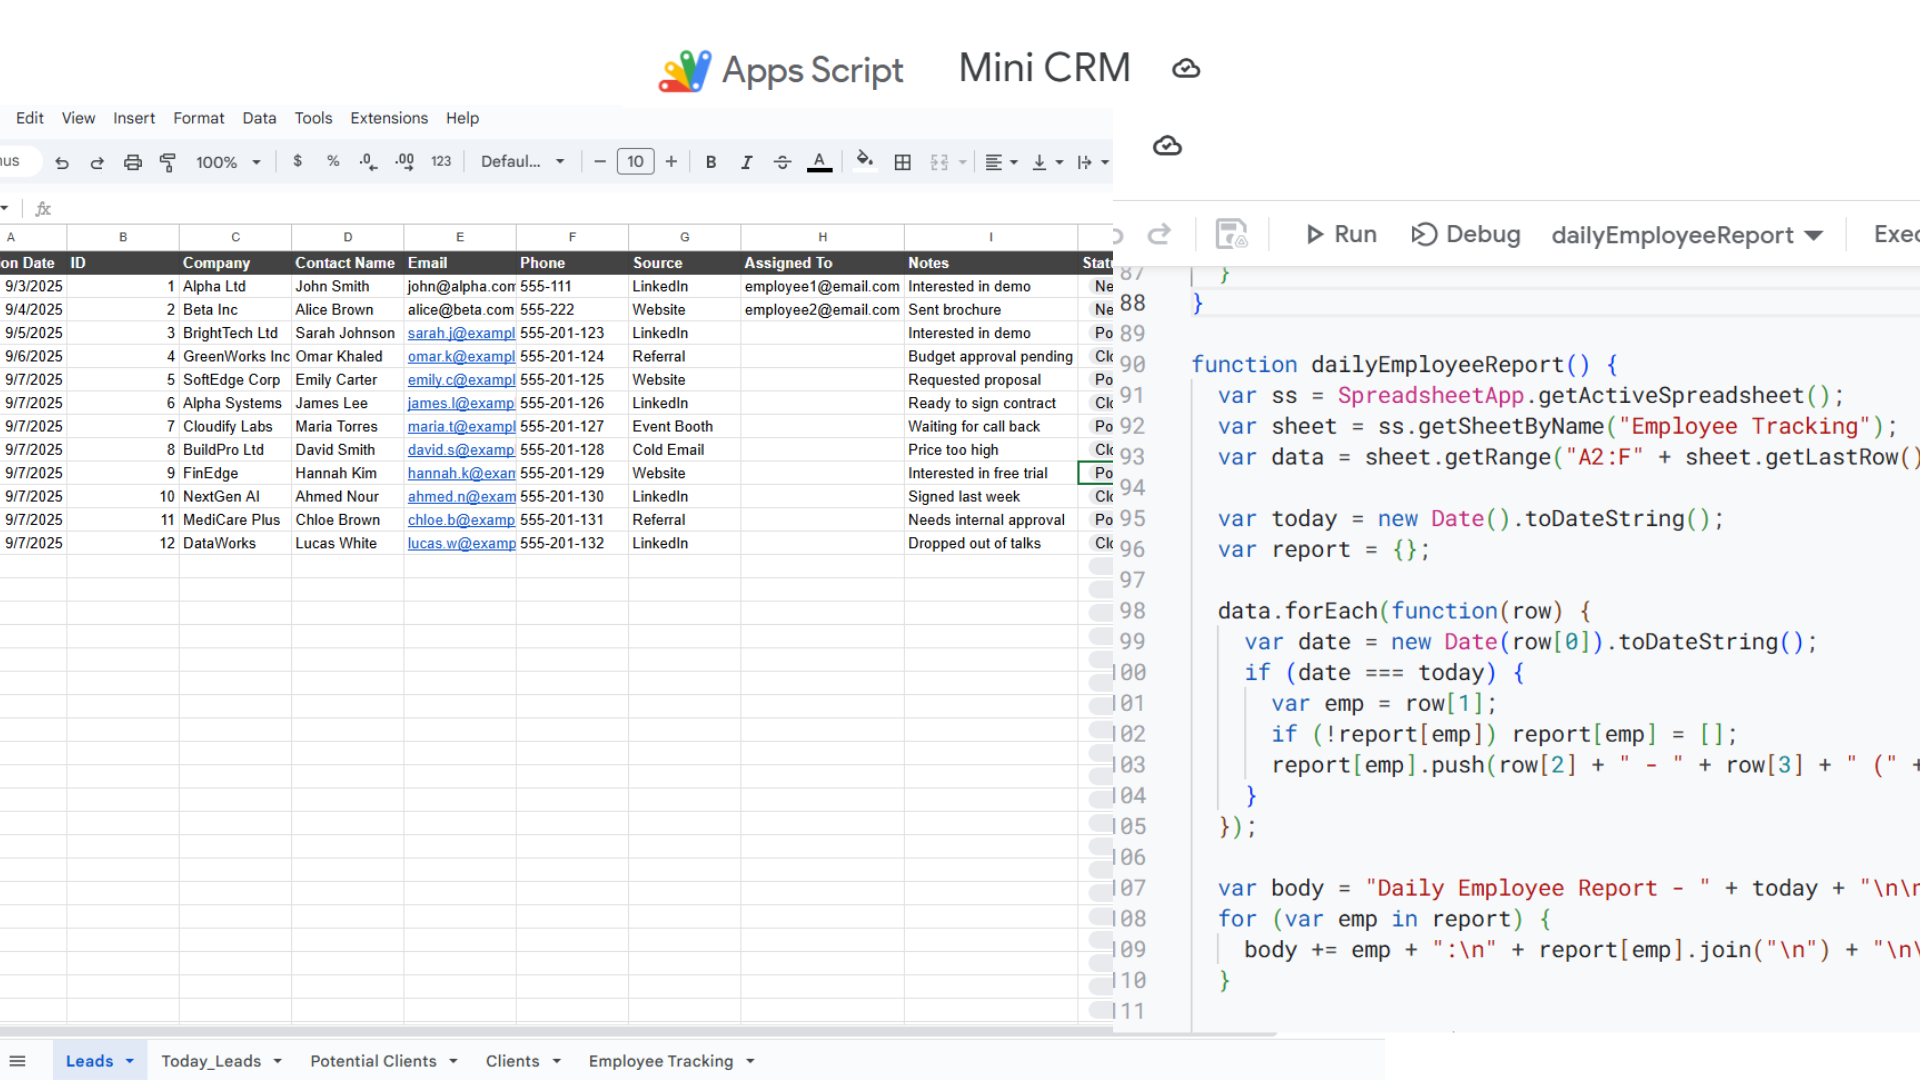 Apps Script Mini CRM
Edit View Insert Format Data Tools Extensions Help
100% $ % .0 .00 123 Defaul... 10 B I A
fx
A B C D E F G H I
on Date ID Company Contact Name Email Phone Source Assigned To Notes
9/3/2025 1 Alpha Ltd John Smith john@alpha.com 555-111 LinkedIn employee1@email.com Interested in demo Ne
9/4/2025 2 Beta Inc Alice Brown alice@beta.com 555-222 Website employee2@email.com Sent brochure Ne
9/5/2025 3 BrightTech Ltd Sarah Johnson sarah.j@exampl 555-201-123 LinkedIn Interested in demo Po
9/6/2025 4 GreenWorks Inc Omar Khaled omar.k@exampl 555-201-124 Referral Budget approval pending Clo
9/7/2025 5 SoftEdge Corp Emily Carter emily.c@exampl 555-201-125 Website Requested proposal Po
9/7/2025 6 Alpha Systems James Lee james.l@exampl 555-201-126 LinkedIn Ready to sign contract Clo
9/7/2025 7 Cloudify Labs Maria Torres maria.t@exampl 555-201-127 Event Booth Waiting for call back Po
9/7/2025 8 BuildPro Ltd David Smith david.s@exampl 555-201-128 Cold Email Price too high Clo
9/7/2025 9 FinEdge Hannah Kim hannah.k@exam 555-201-129 Website Interested in free trial Po
9/7/2025 10 NextGen AI Ahmed Nour ahmed.n@exam 555-201-130 LinkedIn Signed last week Clo
9/7/2025 11 MediCare Plus Chloe Brown chloe.b@examp 555-201-131 Referral Needs internal approval Po
9/7/2025 12 DataWorks Lucas White lucas.w@examp 555-201-132 LinkedIn Dropped out of talks Clo
Leads Today_Leads Potential Clients Clients Employee Tracking
Run Debug dailyEmployeeReport Exec
87 }
88 }
89
90 function dailyEmployeeReport() {
91 var ss = SpreadsheetApp.getActiveSpreadsheet();
92 var sheet = ss.getSheetByName("Employee Tracking");
93 var data = sheet.getRange("A2:F" + sheet.getLastRow()
94
95 var today = new Date().toDateString();
96 var report = {};
97
98 data.forEach(function(row) {
99 var date = new Date(row[0]).toDateString();
100 if (date === today) {
101 var emp = row[1];
102 if (!report[emp]) report[emp] = [];
103 report[emp].push(row[2] + " - " + row[3] + " (" +
104 }
105 });
106
107 var body = "Daily Employee Report - " + today + "\n\n
108 for (var emp in report) {
109 body += emp + ":\n" + report[emp].join("\n") + "\n\
110 }
111